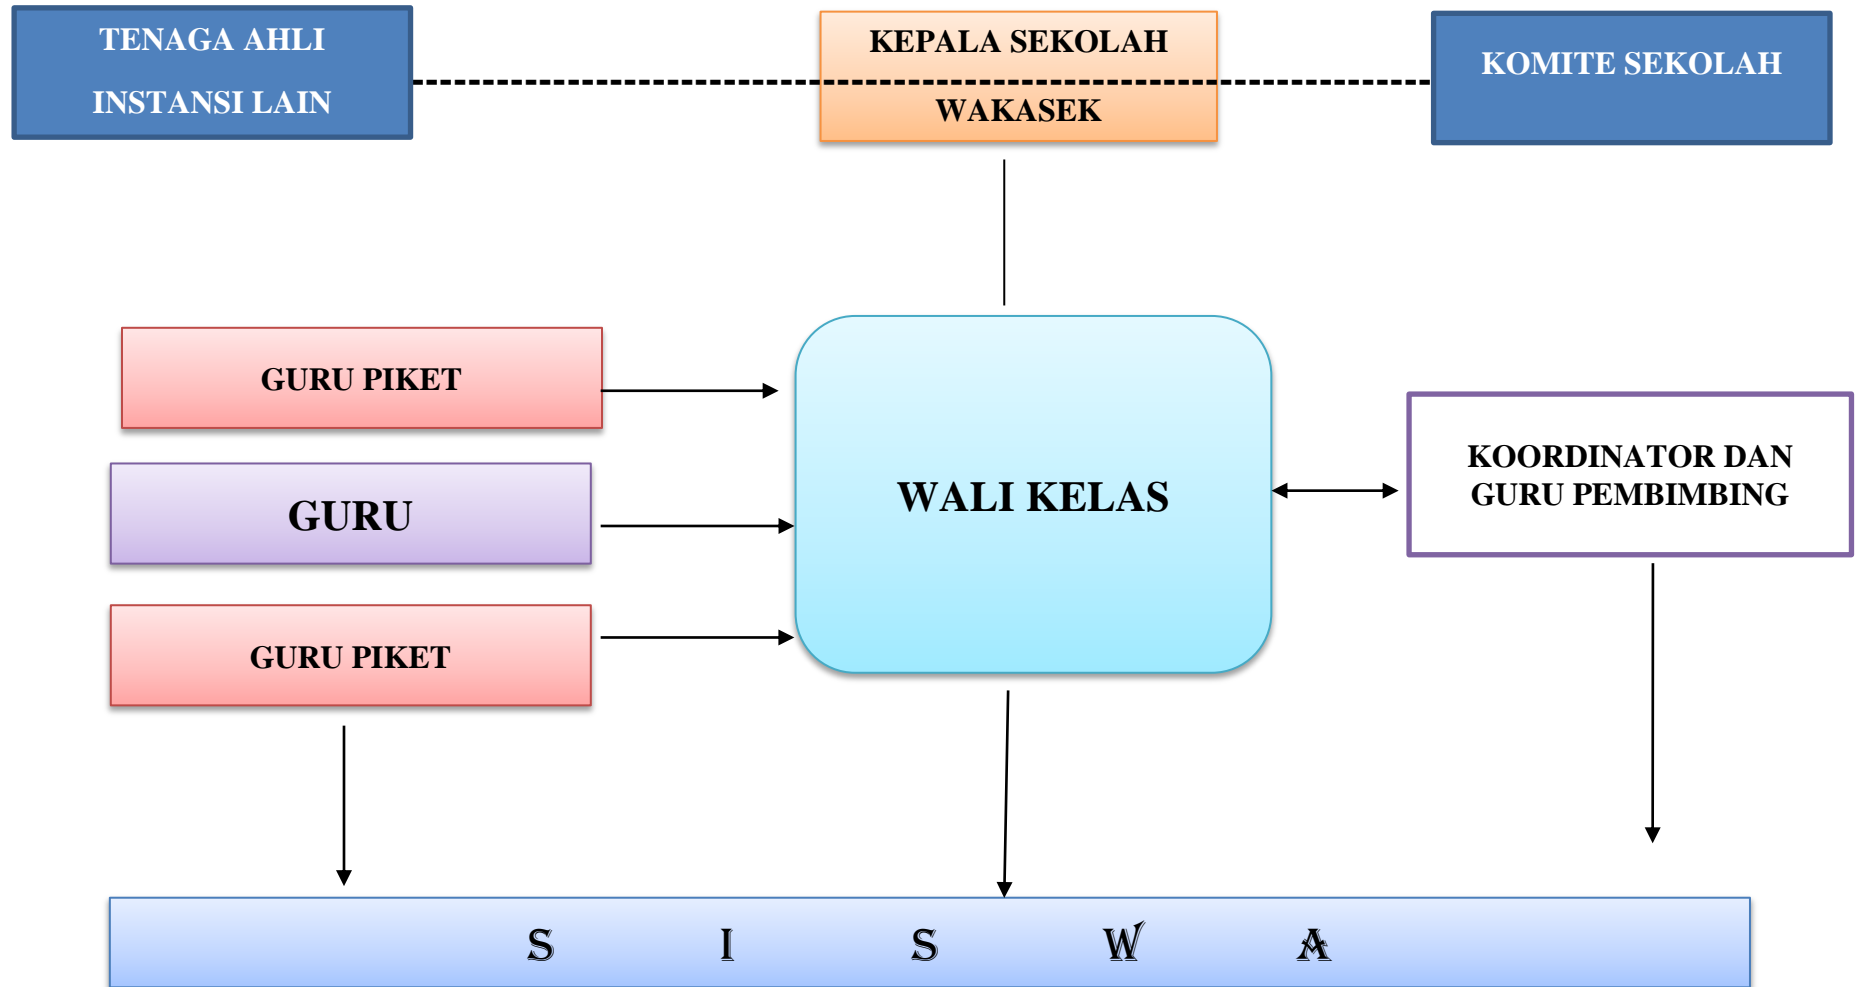 TENAGA AHLI
INSTANSI LAIN
KEPALA SEKOLAH
WAKASEK
KOMITE SEKOLAH
GURU PIKET
GURU
GURU PIKET
WALI KELAS
KOORDINATOR DAN
GURU PEMBIMBING
S I S W A